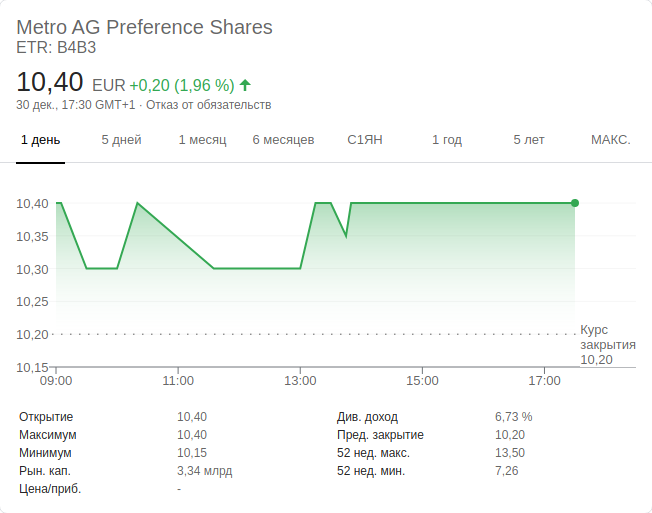 Metro AG Preference Shares
ETR: B4B3
10,40 EUR +0,20 (1,96 %)
30 дек., 17:30 GMT+1 · Отказ от обязательств
1 день 5 дней 1 месяц 6 месяцев С1ЯН 1 год 5 лет МАКС.
10,40
10,35
10,30
10,25
10,20
Курс
закрытия
10,20
10,15
09:00 11:00 13:00 15:00 17:00
Открытие 10,40 Див. доход 6,73 %
Максимум 10,40 Пред. закрытие 10,20
Минимум 10,15 52 нед. макс. 13,50
Рын. кап. 3,34 млрд 52 нед. мин. 7,26
Цена/приб. -